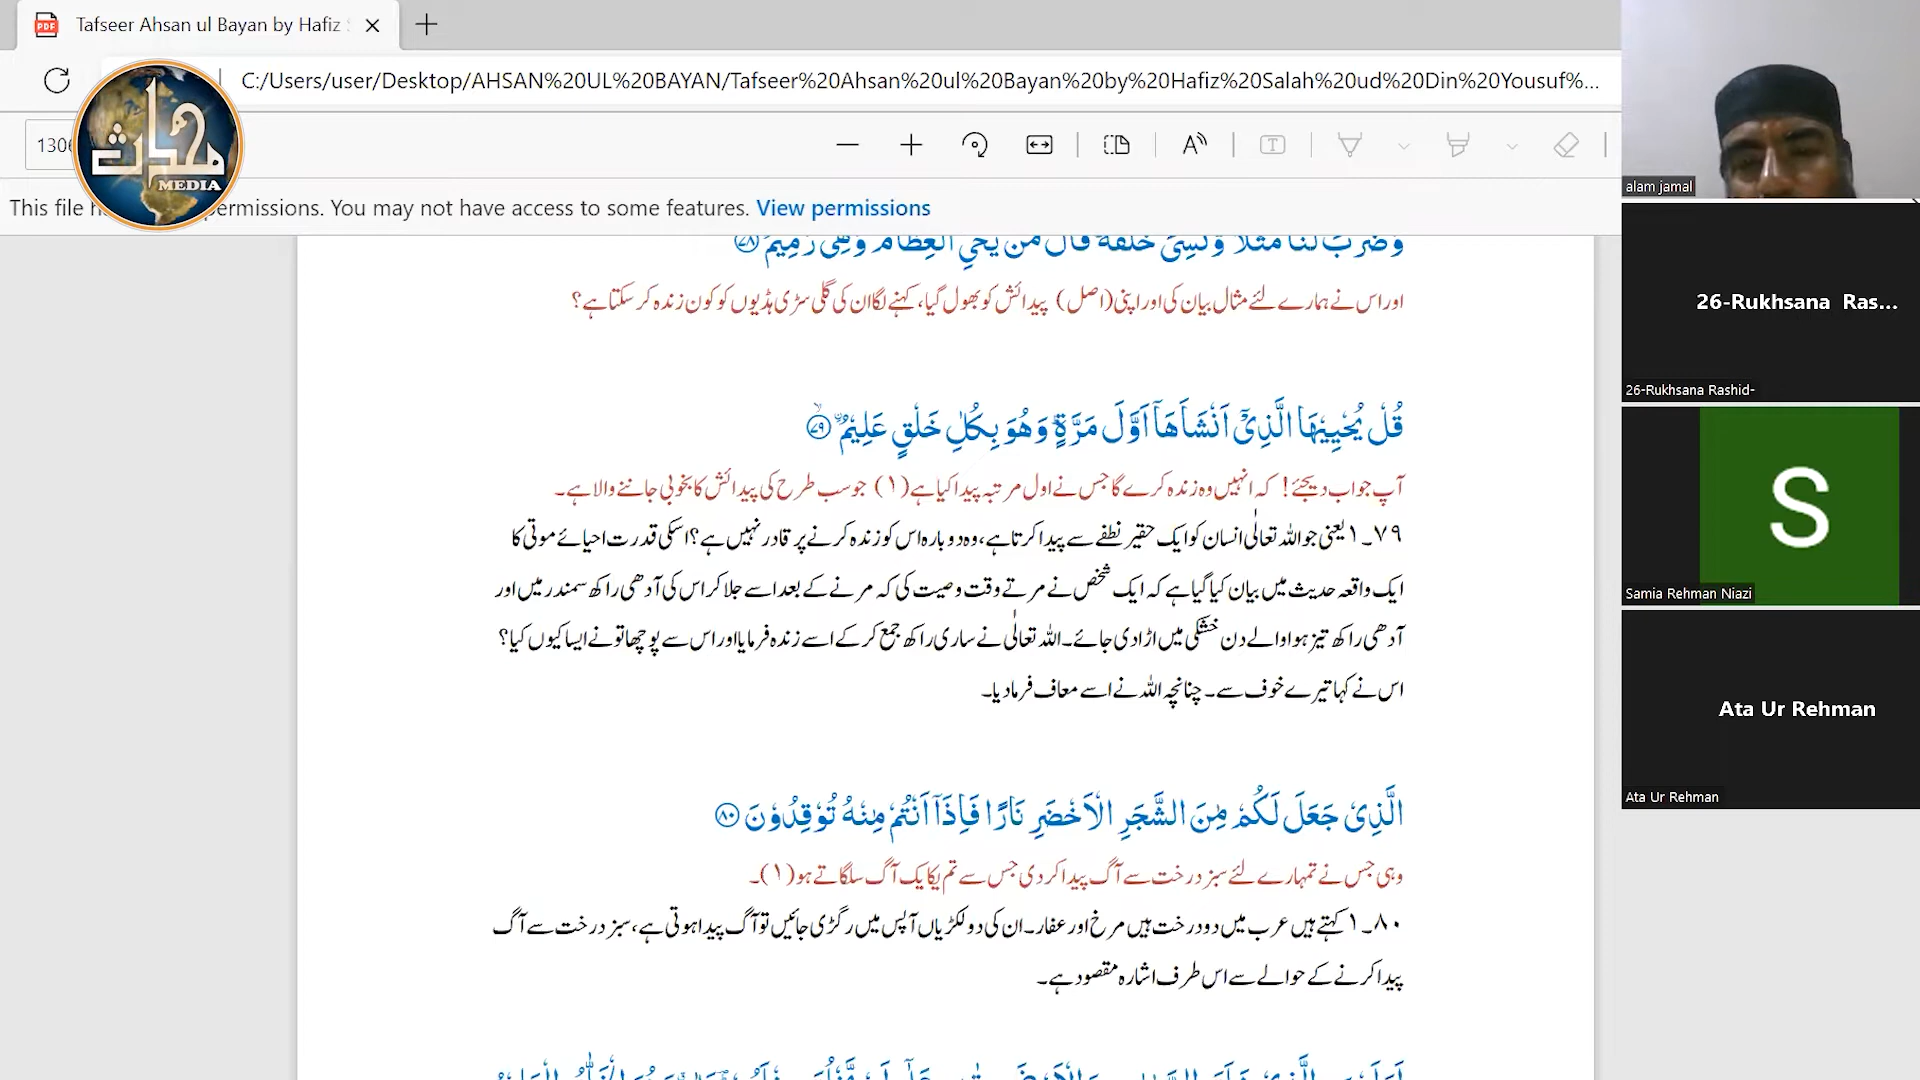 Tafseer Ahsan ul Bayan by Hafiz
C:/Users/user/Desktop/AHSAN%20UL%20BAYAN/Tafseer%20Ahsan%20ul%20Bayan%20by%20Hafiz%20Salah%20ud%20Din%20Yousuf%...
1306
محدث
MEDIA
This file permissions. You may not have access to some features. View permissions
وَضَرَبَ لَنَا مَثَلًا وَّنَسِیَ خَلۡقَهٗ قَالَ مَنۡ یُّحۡیِ الۡعِظَامَ وَهِیَ رَمِیۡمٌ ﴿۷۸﴾
اور اس نے ہمارے لئے مثال بیان کی اور اپنی (اصل) پیدائش کو بھول گیا، کہنے لگا ان کی گلی سڑی ہڈیوں کو کون زندہ کر سکتا ہے؟
قُلۡ یُحۡیِیۡهَا الَّذِیۡۤ اَنۡشَاَهَاۤ اَوَّلَ مَرَّةٍ ؕ وَهُوَ بِکُلِّ خَلۡقٍ عَلِیۡمُۨ ﴿ۙ۷۹﴾
آپ جواب دیجئے! کہ انہیں وہ زندہ کرے گا جس نے اول مرتبہ پیدا کیا ہے (۱) جو سب طرح کی پیدائش کا بخوبی جاننے والا ہے۔
۷۹۔۱ یعنی جو اللہ تعالٰی انسان کو ایک حقیر نطفے سے پیدا کرتا ہے، وہ دوبارہ اس کو زندہ کرنے پر قادر نہیں ہے؟ اسکی قدرت احیائے موتی کا
ایک واقعہ حدیث میں بیان کیا گیا ہے کہ ایک شخص نے مرتے وقت وصیت کی کہ مرنے کے بعد اسے جلا کر اس کی آدھی راکھ سمندر میں اور
آدھی راکھ تیز ہوا والے دن خشکی میں اڑا دی جائے۔ اللہ تعالٰی نے ساری راکھ جمع کر کے اسے زندہ فرمایا اور اس سے پوچھا تو نے ایسا کیوں کیا؟
اس نے کہا تیرے خوف سے۔ چنانچہ اللہ نے اسے معاف فرما دیا۔
الَّذِیۡ جَعَلَ لَکُمۡ مِّنَ الشَّجَرِ الۡاَخۡضَرِ نَارًا فَاِذَاۤ اَنۡتُمۡ مِّنۡهُ تُوۡقِدُوۡنَ ﴿۸۰﴾
وہی جس نے تمہارے لئے سبز درخت سے آگ پیدا کر دی جس سے تم یکایک آگ سلگاتے ہو (۱)۔
۸۰۔۱ کہتے ہیں عرب میں دو درخت ہیں مرخ اور عفار۔ ان کی دو لکڑیاں آپس میں رگڑی جائیں تو آگ پیدا ہوتی ہے، سبز درخت سے آگ
پیدا کرنے کے حوالے سے اس طرف اشارہ مقصود ہے۔
alam jamal
26-Rukhsana Ras...
26-Rukhsana Rashid-
S
Samia Rehman Niazi
Ata Ur Rehman
Ata Ur Rehman